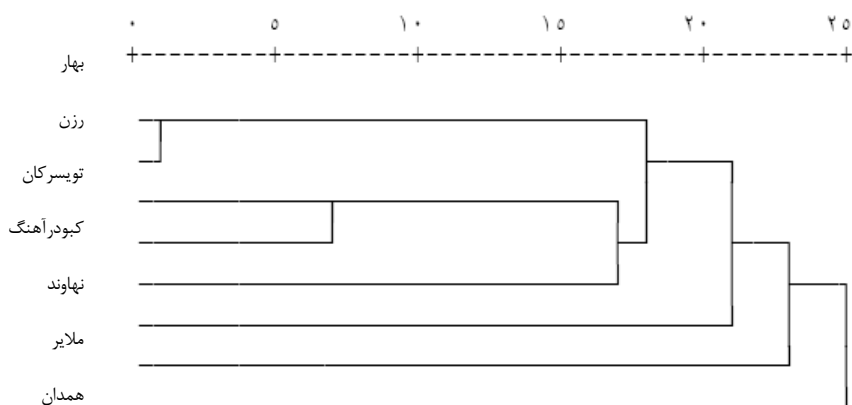 ۰ ۵ ۱۰ ۱۵ ۲۰ ۲۵
بهار
رزن
تویسرکان
کبودرآهنگ
نهاوند
ملایر
همدان